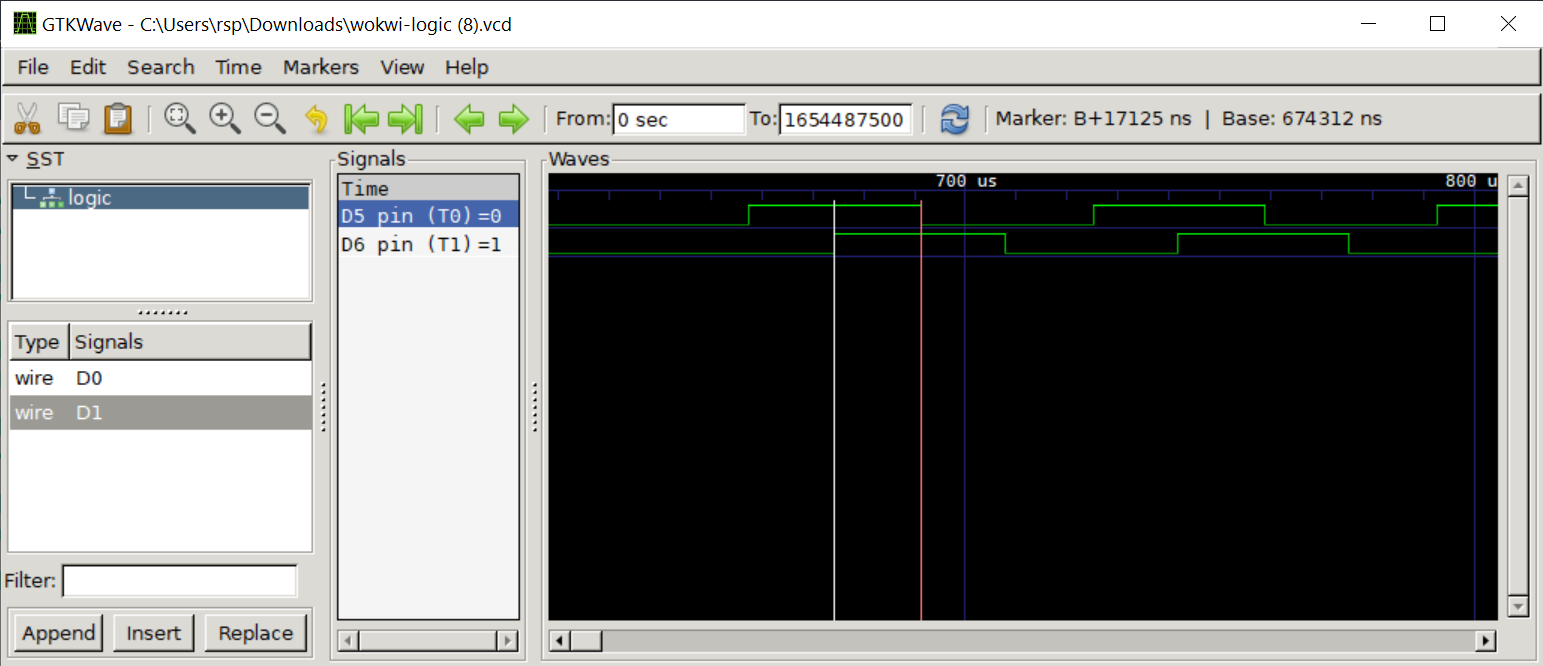 GTKWave - C:\Users\rsp\Downloads\wokwi-logic (8).vcd
File Edit Search Time Markers View Help
From: 0 sec To: 1654487500 Marker: B+17125 ns | Base: 674312 ns
SST
logic
Type Signals
wire D0
wire D1
Filter:
Append Insert Replace
Signals
Time
D5 pin (T0)=0
D6 pin (T1)=1
Waves
700 us 800 u